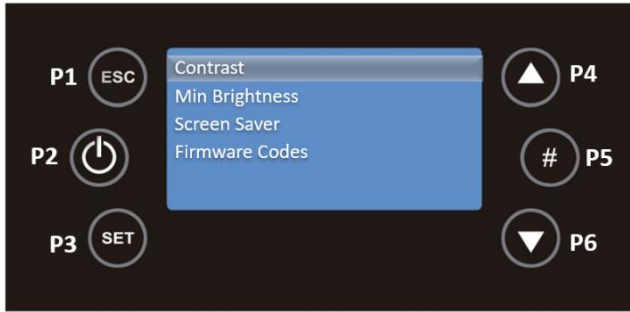 P1 ESC
Contrast
P4
Min Brightness
Screen Saver
P2
# P5
Firmware Codes
P3 SET
P6